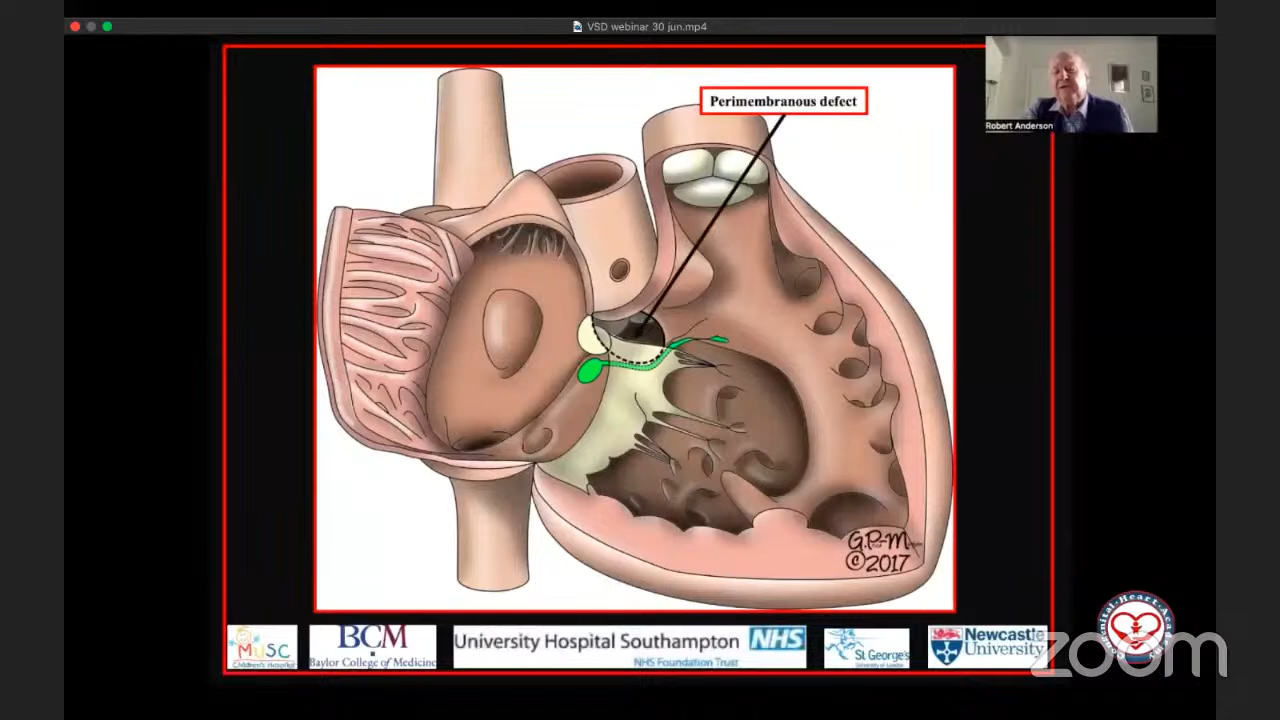 VSD webinar 30 jun.mp4
Perimembranous defect
Robert Anderson
G.P-M
©2017
MUSC
Children's Hospital
BCM
Baylor College of Medicine
University Hospital Southampton NHS
NHS Foundation Trust
St George's
University of London
Newcastle
University
zoom